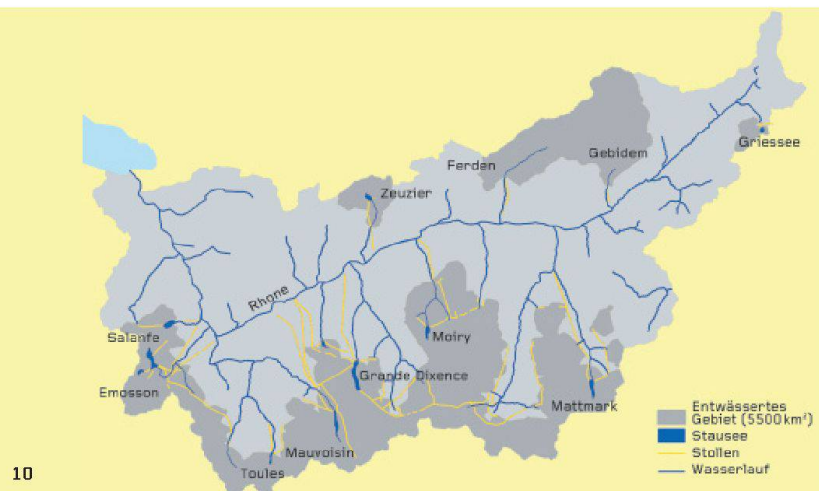 Griessee
Gebidem
Ferden
Zeuzier
Rhone
Salanfe
Moiry
Emosson
Grande Dixence
Mattmark
Mauvoisin
Toules
Entwässertes
Gebiet (5500 km²)
Stausee
Stollen
Wasserlauf
10